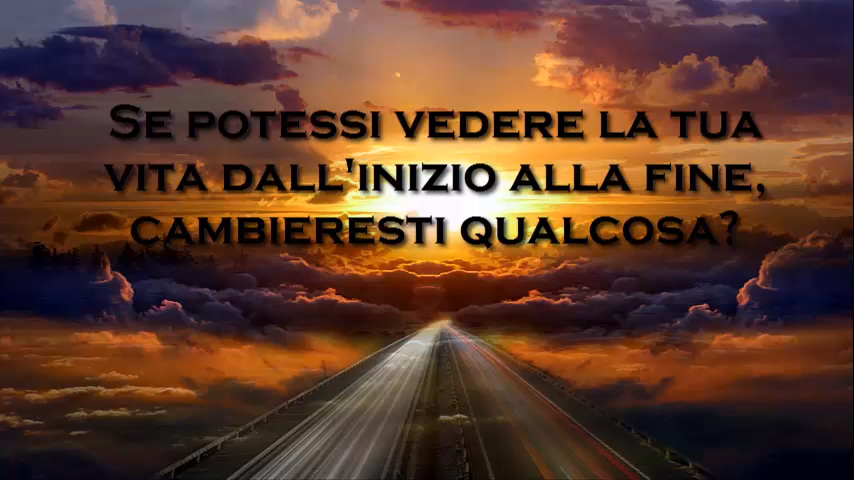 Se potessi vedere la tua
vita dall'inizio alla fine,
cambieresti qualcosa?